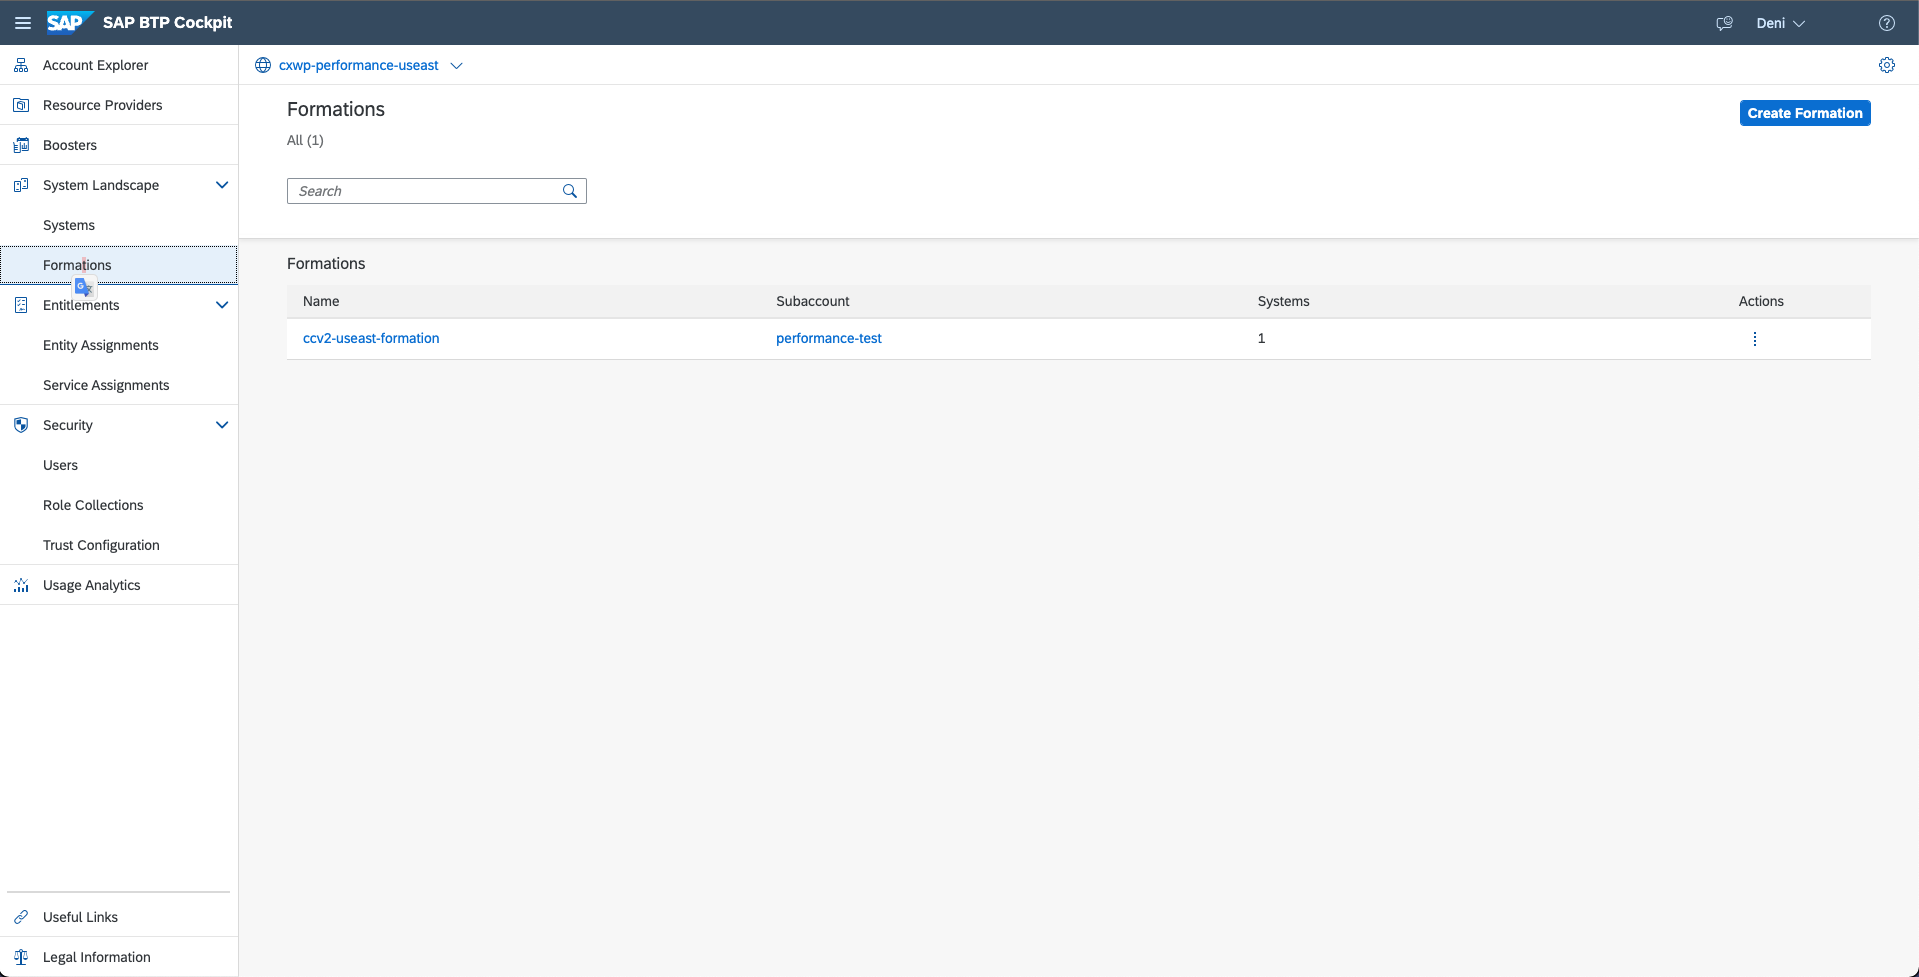 SAP SAP BTP Cockpit
Deni
Account Explorer
Resource Providers
Boosters
System Landscape
Systems
Formations
Entitlements
Entity Assignments
Service Assignments
Security
Users
Role Collections
Trust Configuration
Usage Analytics
Useful Links
Legal Information
cxwp-performance-useast
Formations
Create Formation
All (1)
Search
Formations
Name Subaccount Systems Actions
ccv2-useast-formation performance-test 1